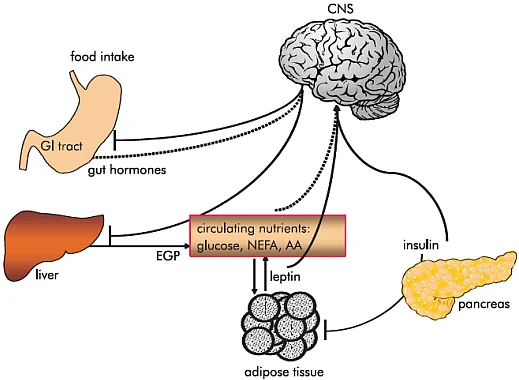 CNS
food intake
GI tract
gut hormones
circulating nutrients:
glucose, NEFA, AA
EGP
liver
leptin
insulin
pancreas
adipose tissue